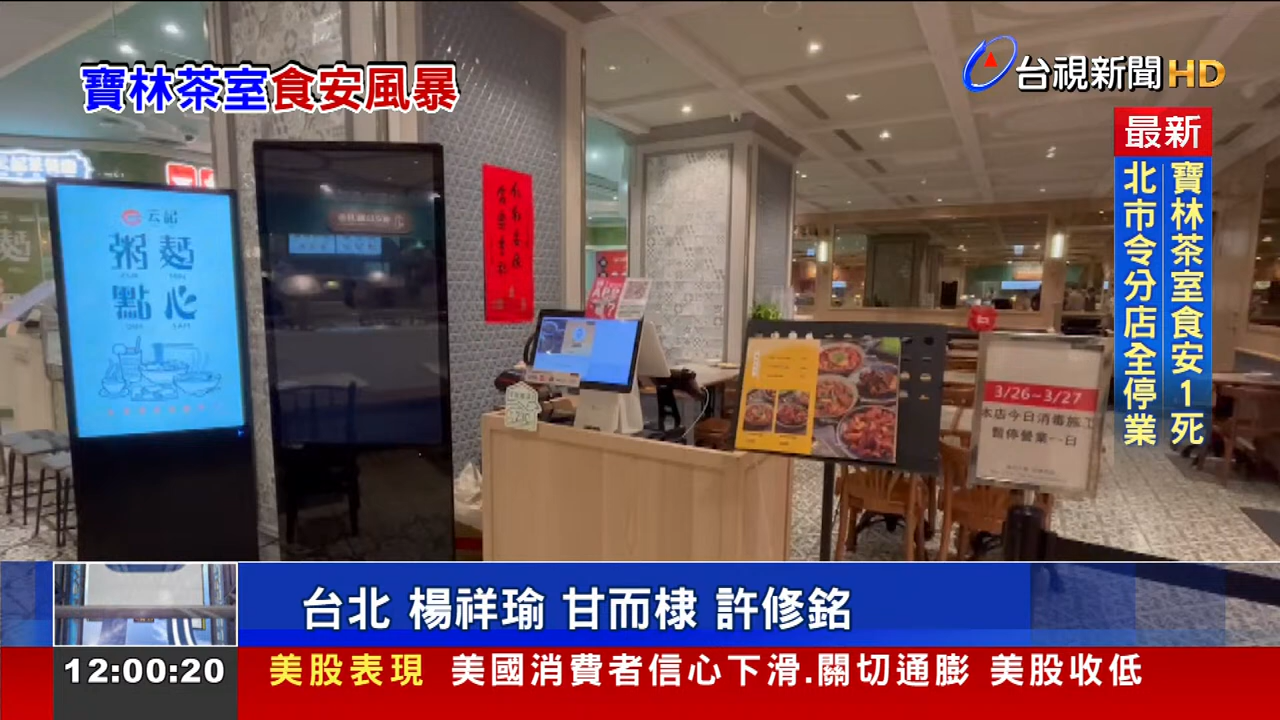 寶林茶室食安風暴
台視新聞HD
最新
寶林茶室食安1死
北市令分店全停業
云記
粥麵
點心
3/26~3/27
本店今日消毒施工
暫停營業一日
台北 楊祥瑜 甘而棣 許修銘
12:00:20
美股表現 美國消費者信心下滑.關切通膨 美股收低